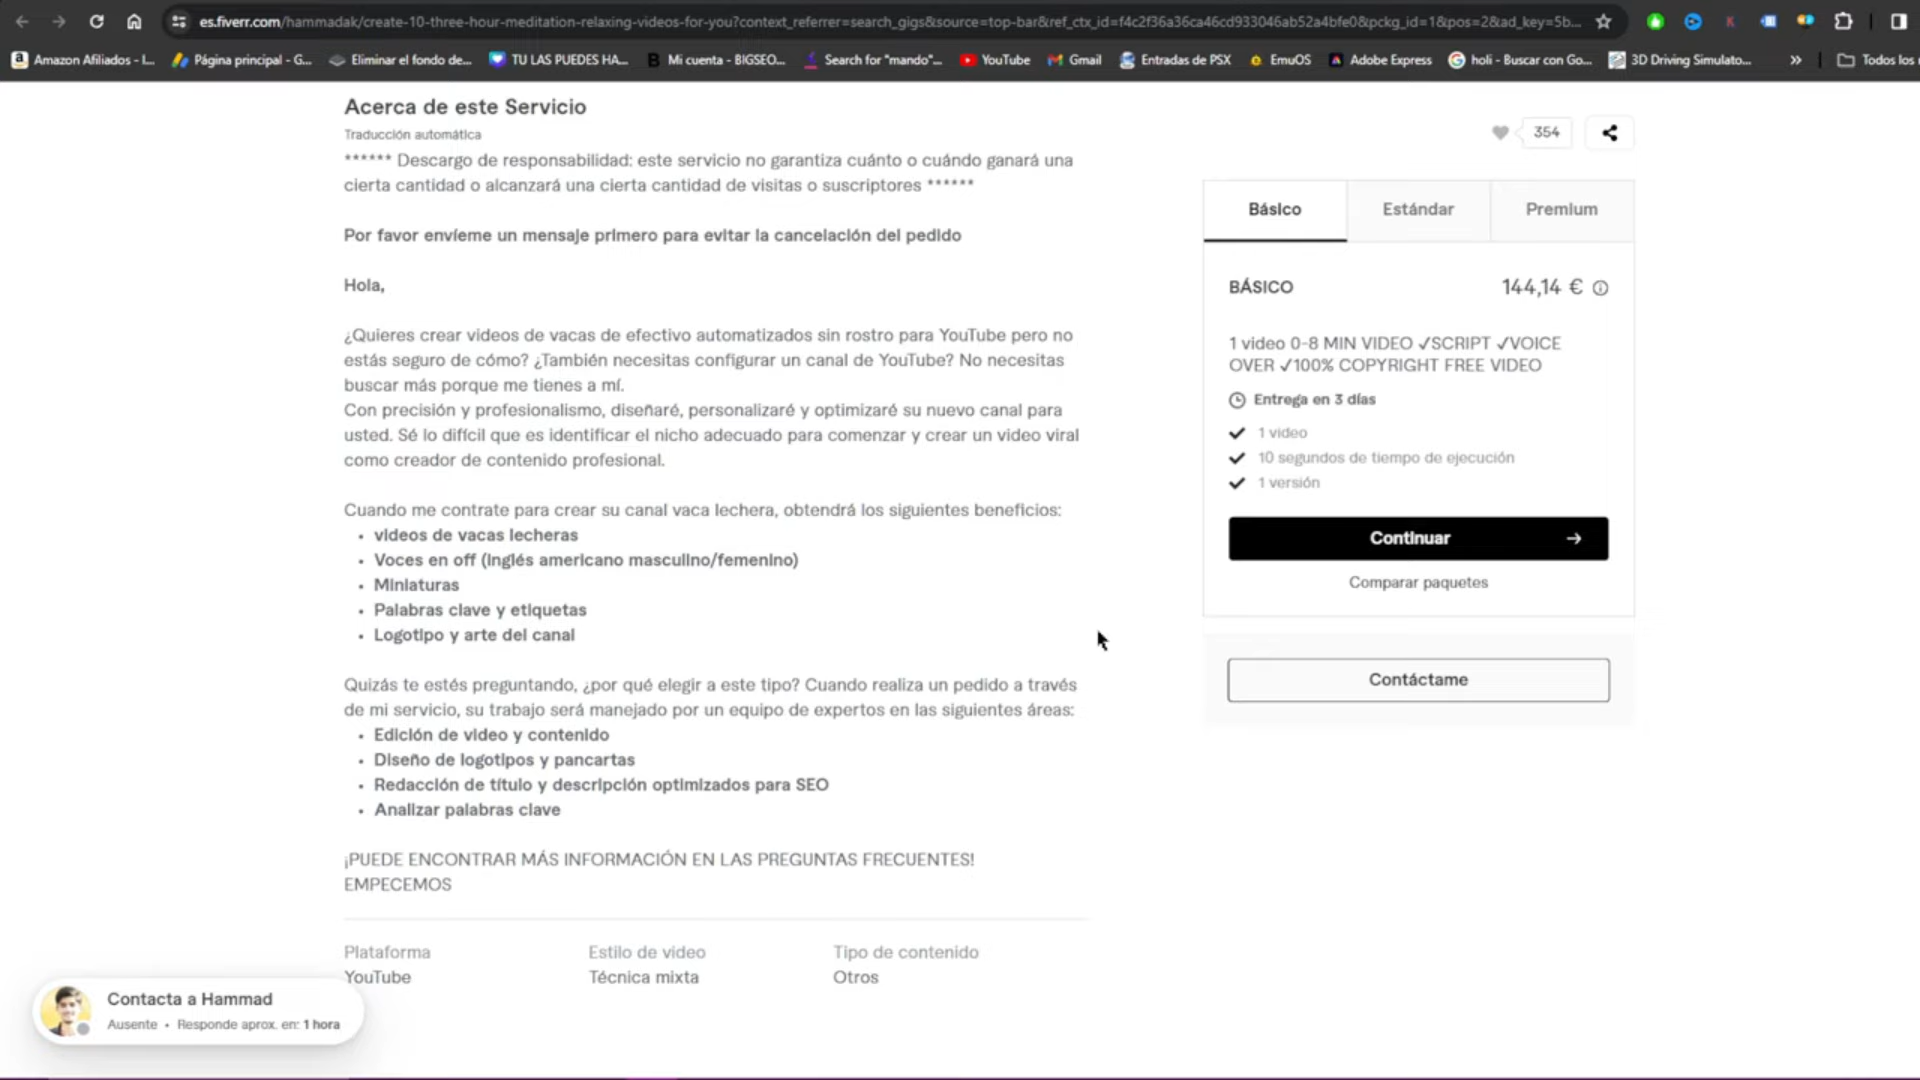 es.fiverr.com/hammadak/create-10-three-hour-meditation-relaxing-videos-for-you?context_referrer=search_gigs&source=top-bar&ref_ctx_id=f4c2f36a36ca46cd933046ab52a4bfe0&pckg_id=1&pos=2&ad_key=5b...
Amazon Afiliados - I... Página principal - G... Eliminar el fondo de... TU LAS PUEDES HA... Mi cuenta - BIGSEO... Search for "mando"... YouTube Gmail Entradas de PSX EmuOS Adobe Express holi - Buscar con Go... 3D Driving Simulato... » Todos los
Acerca de este Servicio
Traducción automática
****** Descargo de responsabilidad: este servicio no garantiza cuánto o cuándo ganará una
cierta cantidad o alcanzará una cierta cantidad de visitas o suscriptores ******
Por favor envíeme un mensaje primero para evitar la cancelación del pedido
Hola,
¿Quieres crear videos de vacas de efectivo automatizados sin rostro para YouTube pero no
estás seguro de cómo? ¿También necesitas configurar un canal de YouTube? No necesitas
buscar más porque me tienes a mí.
Con precisión y profesionalismo, diseñaré, personalizaré y optimizaré su nuevo canal para
usted. Sé lo difícil que es identificar el nicho adecuado para comenzar y crear un video viral
como creador de contenido profesional.
Cuando me contrate para crear su canal vaca lechera, obtendrá los siguientes beneficios:
• videos de vacas lecheras
• Voces en off (inglés americano masculino/femenino)
• Miniaturas
• Palabras clave y etiquetas
• Logotipo y arte del canal
Quizás te estés preguntando, ¿por qué elegir a este tipo? Cuando realiza un pedido a través
de mi servicio, su trabajo será manejado por un equipo de expertos en las siguientes áreas:
• Edición de video y contenido
• Diseño de logotipos y pancartas
• Redacción de título y descripción optimizados para SEO
• Analizar palabras clave
¡PUEDE ENCONTRAR MÁS INFORMACIÓN EN LAS PREGUNTAS FRECUENTES!
EMPECEMOS
Plataforma Estilo de video Tipo de contenido
YouTube Técnica mixta Otros
Contacta a Hammad
Ausente • Responde aprox. en: 1 hora
354
Básico Estándar Premium
BÁSICO 144,14 €
1 video 0-8 MIN VIDEO ✓SCRIPT ✓VOICE
OVER ✓100% COPYRIGHT FREE VIDEO
Entrega en 3 días
✓ 1 video
✓ 10 segundos de tiempo de ejecución
✓ 1 versión
Continuar →
Comparar paquetes
Contáctame